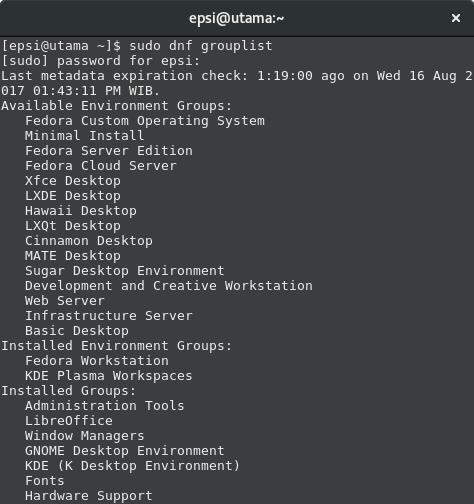 epsi@utama:~
[epsi@utama ~]$ sudo dnf grouplist
[sudo] password for epsi:
Last metadata expiration check: 1:19:00 ago on Wed 16 Aug 2
017 01:43:11 PM WIB.
Available Environment Groups:
   Fedora Custom Operating System
   Minimal Install
   Fedora Server Edition
   Fedora Cloud Server
   Xfce Desktop
   LXDE Desktop
   Hawaii Desktop
   LXQt Desktop
   Cinnamon Desktop
   MATE Desktop
   Sugar Desktop Environment
   Development and Creative Workstation
   Web Server
   Infrastructure Server
   Basic Desktop
Installed Environment Groups:
   Fedora Workstation
   KDE Plasma Workspaces
Installed Groups:
   Administration Tools
   LibreOffice
   Window Managers
   GNOME Desktop Environment
   KDE (K Desktop Environment)
   Fonts
   Hardware Support